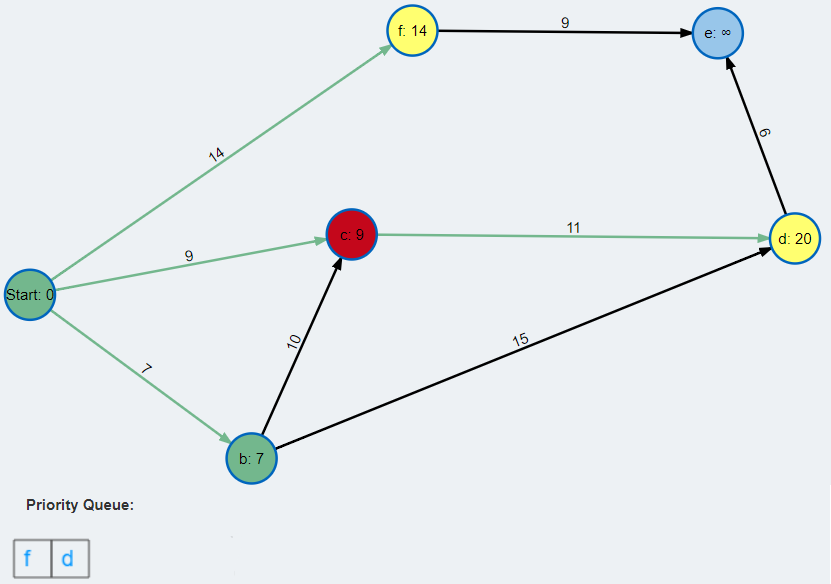 f: 14
9
e: ∞
14
6
9
c: 9
11
d: 20
Start: 0
10
15
7
b: 7
Priority Queue:
f d